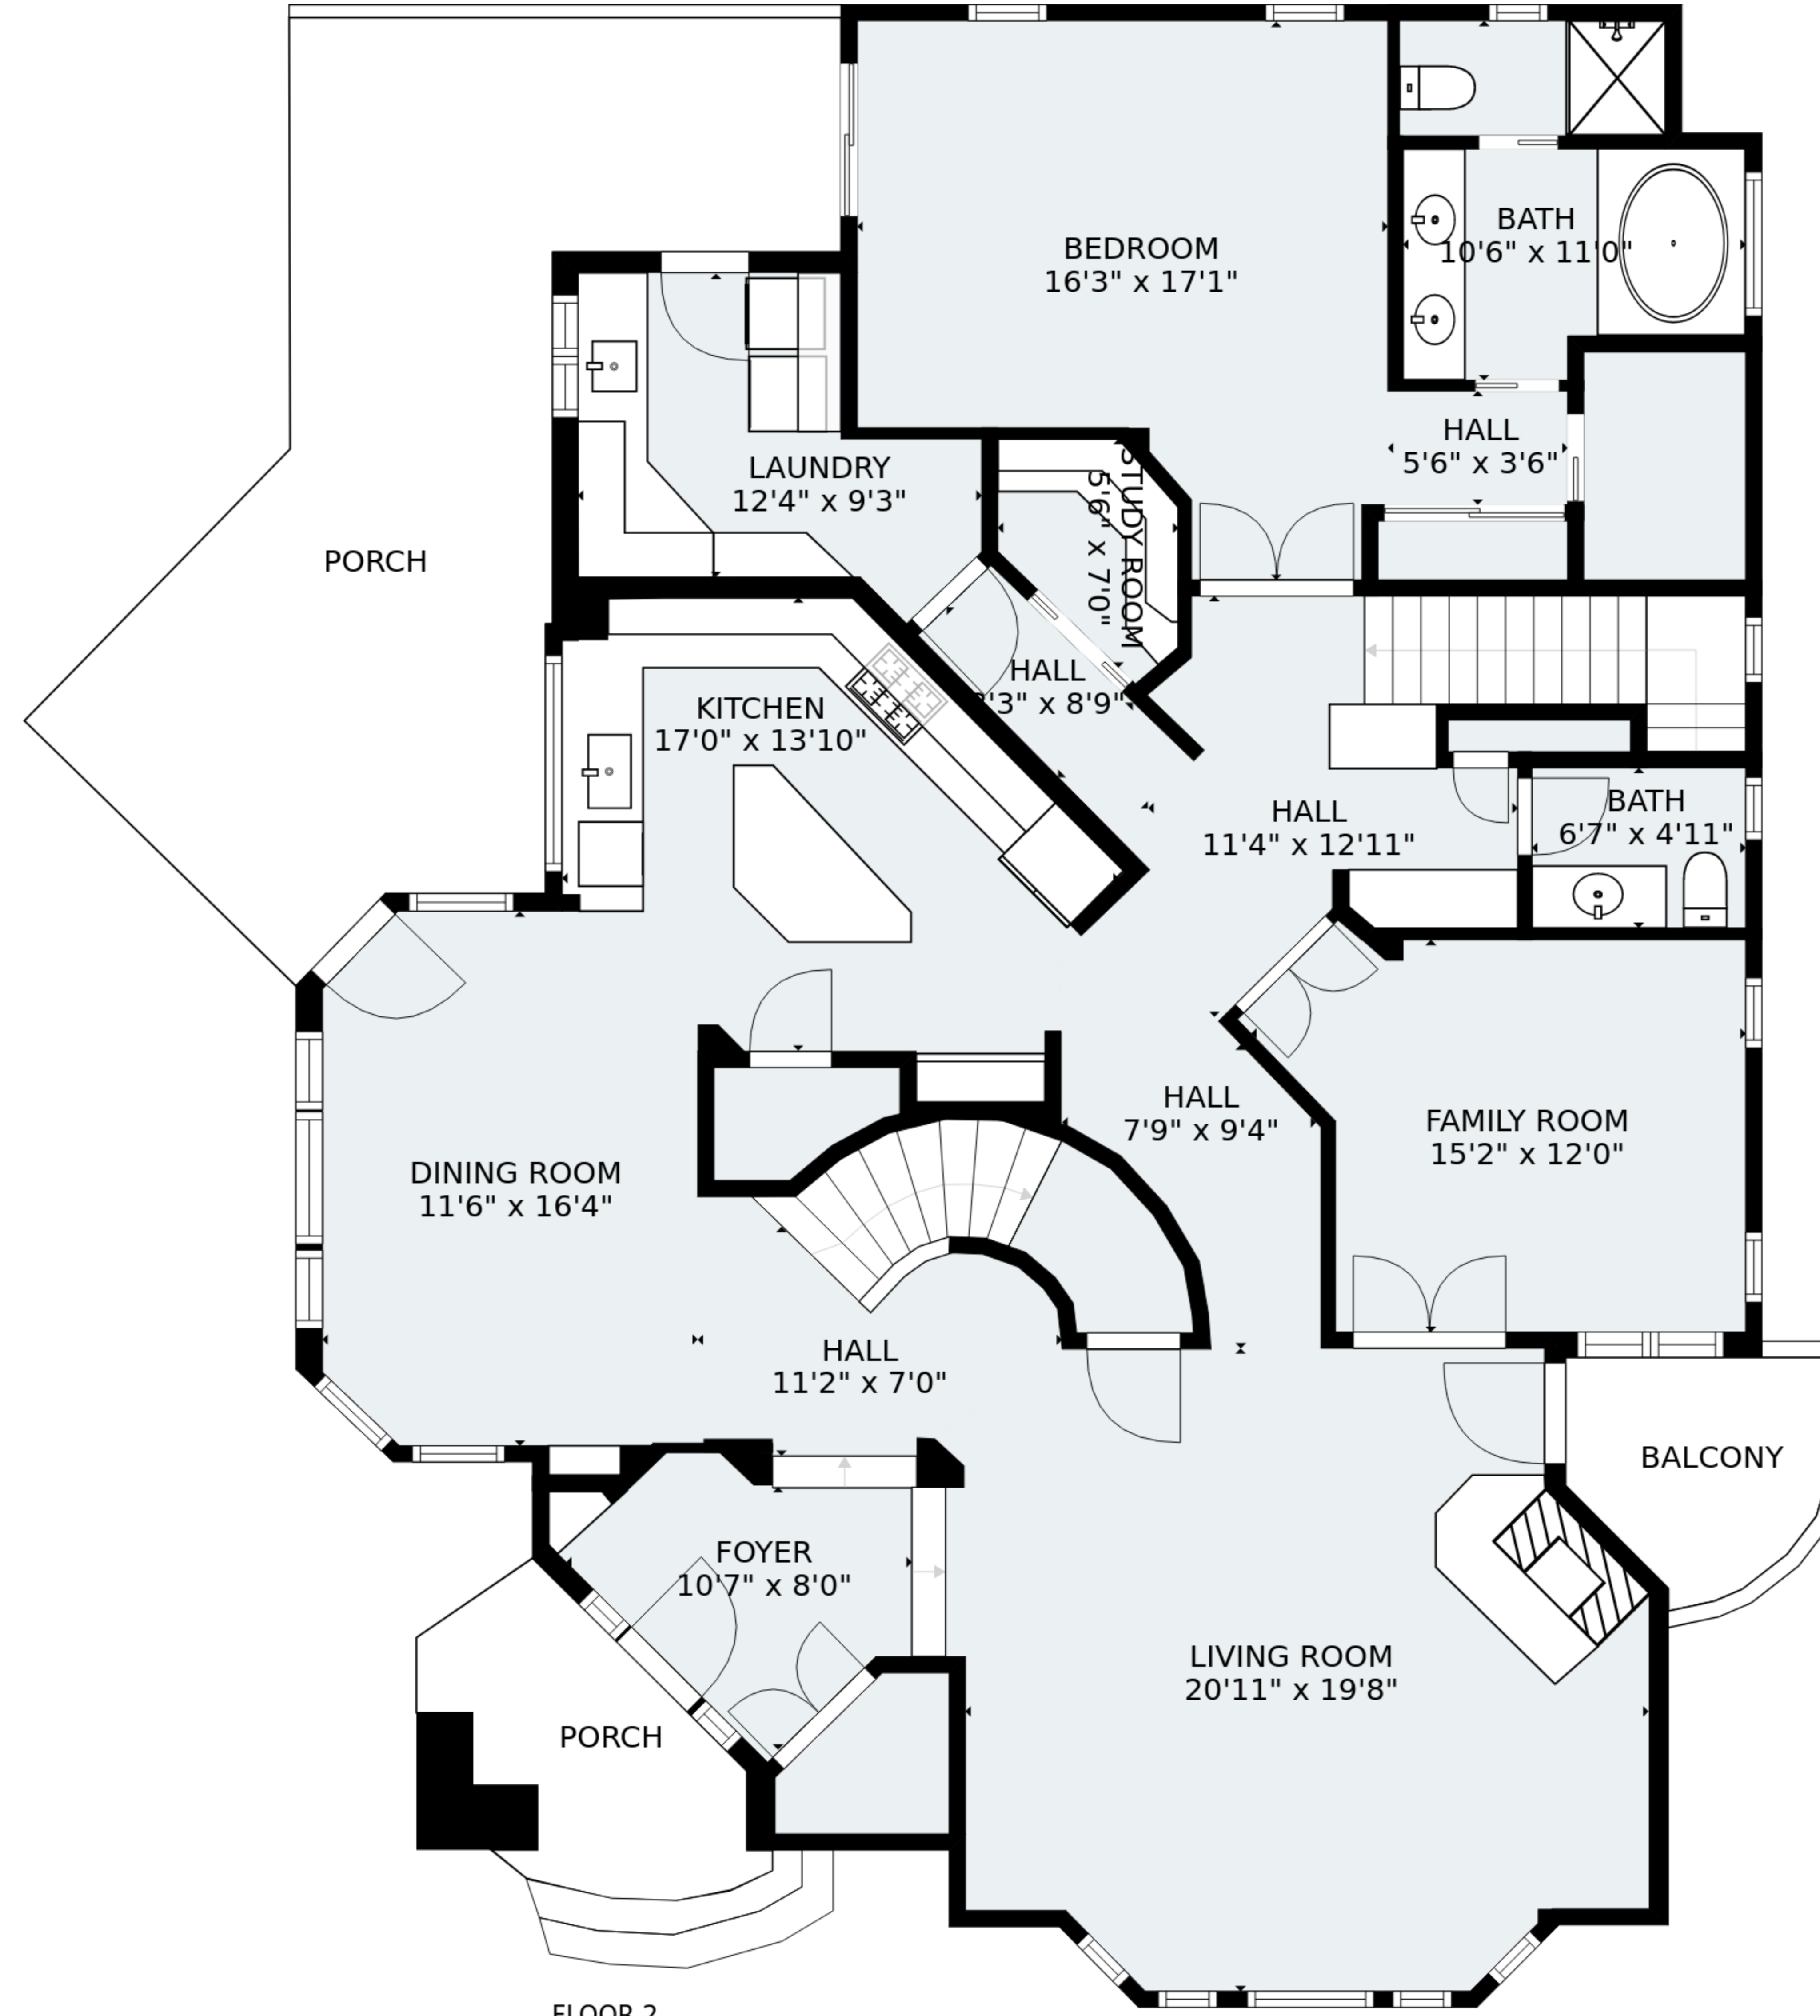 BEDROOM
16'3" x 17'1"
BATH
10'6" x 11'0"
HALL
5'6" x 3'6"
LAUNDRY
12'4" x 9'3"
STUDY ROOM
5'6" x 7'0"
PORCH
HALL
x 8'9"
KITCHEN
17'0" x 13'10"
HALL
11'4" x 12'11"
BATH
6'7" x 4'11"
HALL
7'9" x 9'4"
FAMILY ROOM
15'2" x 12'0"
DINING ROOM
11'6" x 16'4"
HALL
11'2" x 7'0"
BALCONY
FOYER
10'7" x 8'0"
LIVING ROOM
20'11" x 19'8"
PORCH
FLOOR 2